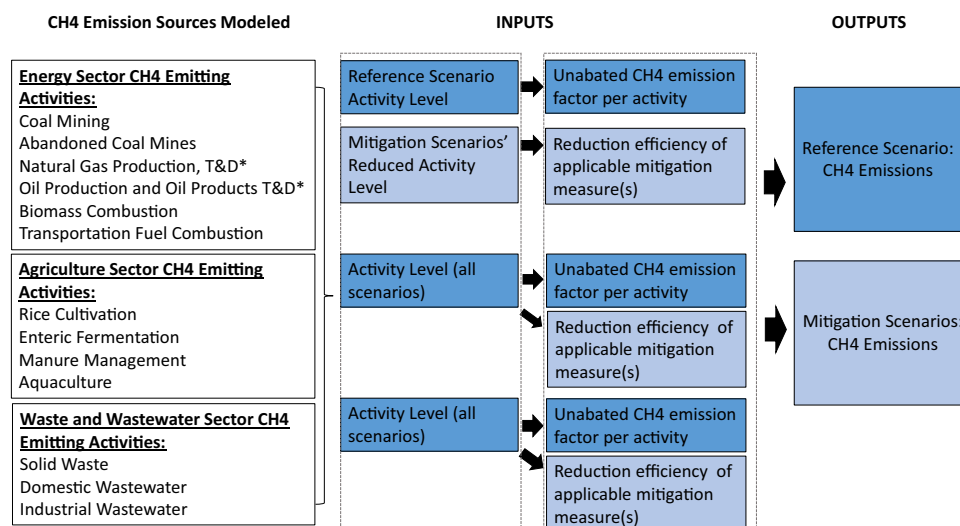 CH4 Emission Sources Modeled
INPUTS
OUTPUTS
Energy Sector CH4 Emitting
Activities:
Coal Mining
Abandoned Coal Mines
Natural Gas Production, T&D*
Oil Production and Oil Products T&D*
Biomass Combustion
Transportation Fuel Combustion
Agriculture Sector CH4 Emitting
Activities:
Rice Cultivation
Enteric Fermentation
Manure Management
Aquaculture
Waste and Wastewater Sector CH4
Emitting Activities:
Solid Waste
Domestic Wastewater
Industrial Wastewater
Reference Scenario
Activity Level
Unabated CH4 emission
factor per activity
Mitigation Scenarios'
Reduced Activity
Level
Reduction efficiency of
applicable mitigation
measure(s)
Activity Level (all
scenarios)
Unabated CH4 emission
factor per activity
Reduction efficiency of
applicable mitigation
measure(s)
Activity Level (all
scenarios)
Unabated CH4 emission
factor per activity
Reduction efficiency of
applicable mitigation
measure(s)
Reference Scenario:
CH4 Emissions
Mitigation Scenarios:
CH4 Emissions